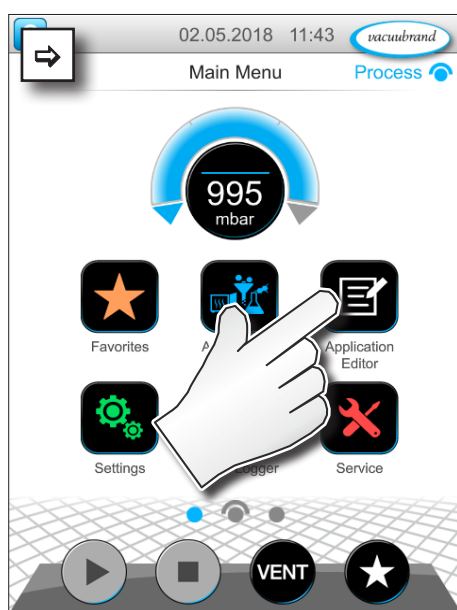 02.05.2018 11:43 vacuubrand
Main Menu Process
995
mbar
Favorites
Application
Editor
Settings
Service
VENT